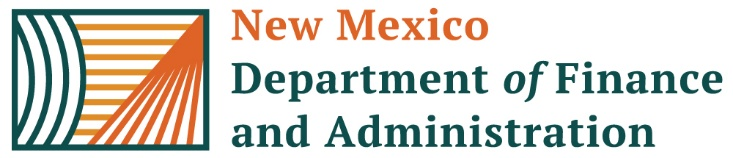 New Mexico
Department of Finance
and Administration